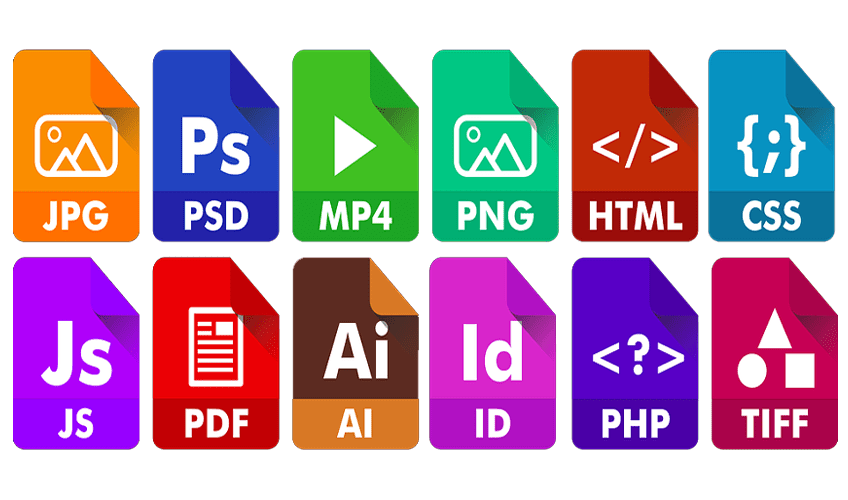 Ps
</>
{;}
JPG
PSD
MP4
PNG
HTML
CSS
Js
Ai
Id
<?>
JS
PDF
AI
ID
PHP
TIFF